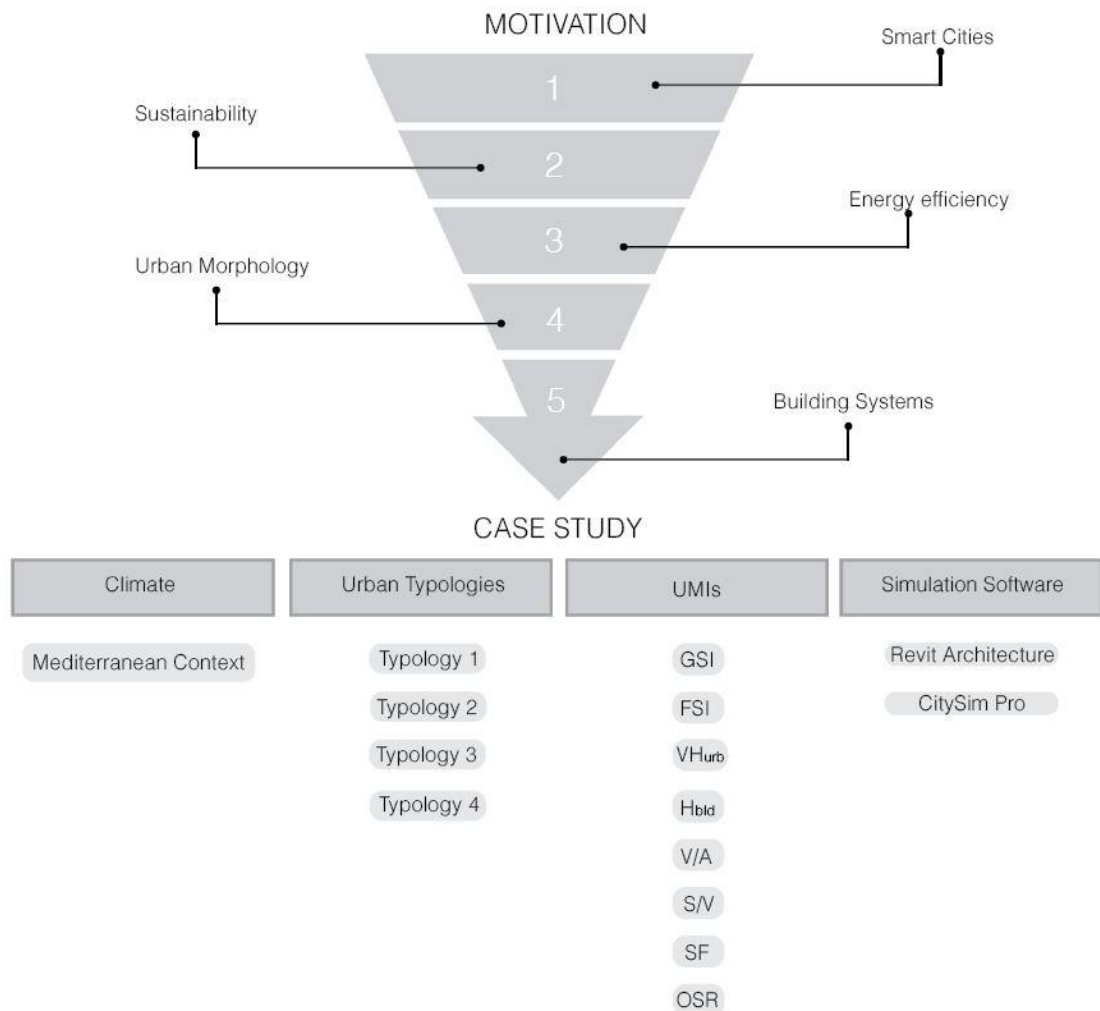 MOTIVATION
Smart Cities
1
Sustainability
2
Energy efficiency
3
Urban Morphology
4
5
Building Systems
CASE STUDY
Climate
Urban Typologies
UMIs
Simulation Software
Mediterranean Context
Typology 1
GSI
Revit Architecture
Typology 2
FSI
CitySim Pro
Typology 3
VHurb
Typology 4
Hbld
V/A
S/V
SF
OSR